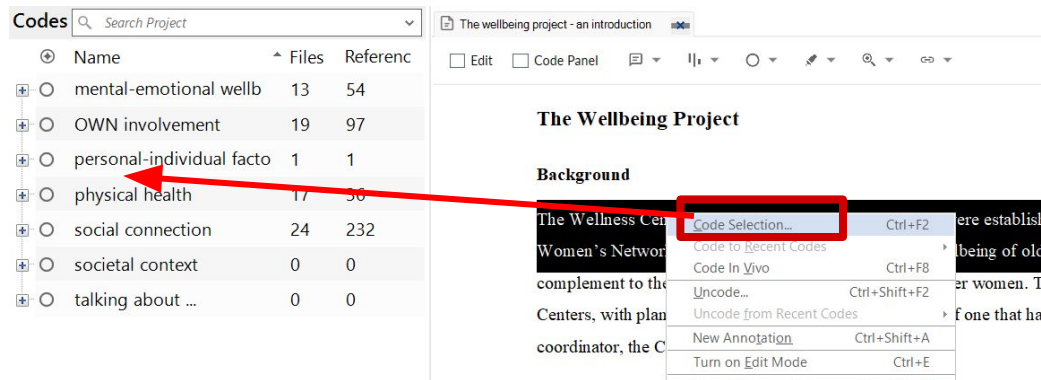 Codes
Search Project
Name Files Referenc
mental-emotional wellb 13 54
OWN involvement 19 97
personal-individual facto 1 1
physical health 17
social connection 24 232
societal context 0 0
talking about ... 0 0
The wellbeing project - an introduction
Edit Code Panel
The Wellbeing Project
Background
The Wellness Cen ere establish
Women's Networ lbeing of old
complement to the er women. T
Centers, with plan f one that ha
coordinator, the C
Code Selection... Ctrl+F2
Code to Recent Codes
Code In Vivo Ctrl+F8
Uncode... Ctrl+Shift+F2
Uncode from Recent Codes
New Annotation Ctrl+Shift+A
Turn on Edit Mode Ctrl+E